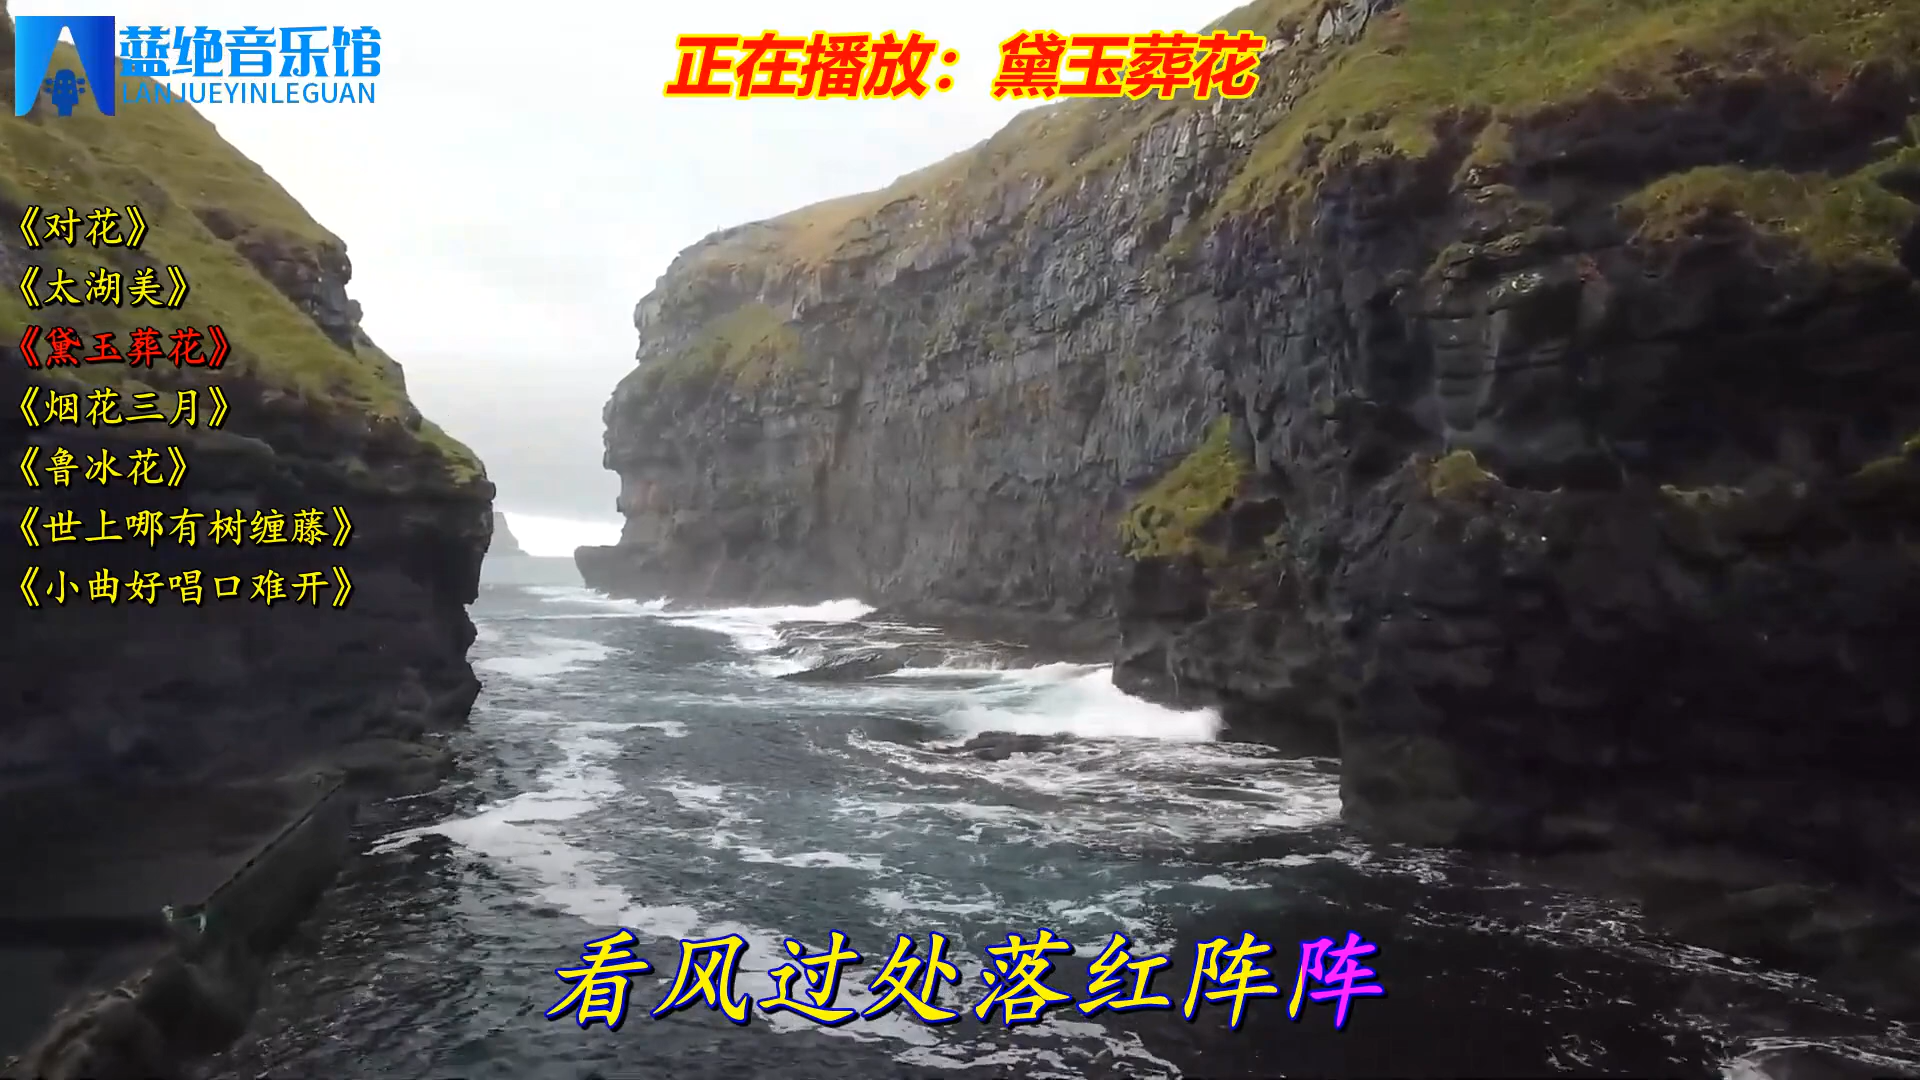 蓝绝音乐馆
LANJUEYINLEGUAN
正在播放：黛玉葬花
《对花》
《太湖美》
《黛玉葬花》
《烟花三月》
《鲁冰花》
《世上哪有树缠藤》
《小曲好唱口难开》
看风过处落红阵阵